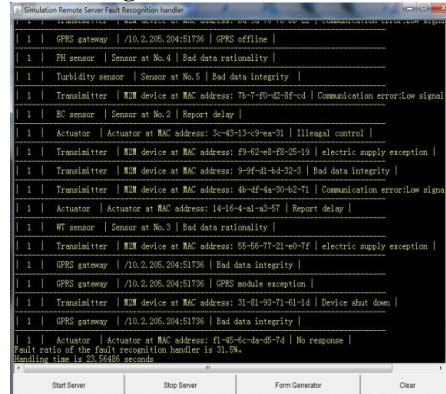 Simulation Remote Server Fault Recognition handler
| 1 | GPRS gateway | /10.2.205.204:51736 | GPRS offline |
| 1 | PH sensor | Sensor at No.4 | Bad data rationality |
| 1 | Turbidity sensor | Sensor at No.5 | Bad data integrity |
| 1 | Transimitter | M2M device at MAC address: 7b-7-f0-d2-8f-cd | Communication error:Low signal
| 1 | EC sensor | Sensor at No.2 | Report delay |
| 1 | Actuator | Actuator at MAC address: 3c-43-13-c9-ea-31 | Illeagal control |
| 1 | Transimitter | M2M device at MAC address: f9-62-e8-f8-25-19 | electric supply exception |
| 1 | Transimitter | M2M device at MAC address: 9-9f-d1-bd-32-3 | Bad data integrity |
| 1 | Transimitter | M2M device at MAC address: 4b-df-4a-30-b2-71 | Communication error:Low signa
| 1 | Actuator | Actuator at MAC address: 14-16-4-a1-a3-57 | Report delay |
| 1 | WT sensor | Sensor at No.3 | Bad data rationality |
| 1 | Transimitter | M2M device at MAC address: 55-56-77-21-e0-7f | electric supply exception |
| 1 | GPRS gateway | /10.2.205.204:51736 | Bad data integrity |
| 1 | GPRS gateway | /10.2.205.204:51736 | GPRS module exception |
| 1 | Transimitter | M2M device at MAC address: 31-81-93-71-61-1d | Device shut down |
| 1 | GPRS gateway | /10.2.205.204:51736 | Bad data integrity |
| 1 | Actuator | Actuator at MAC address: f1-45-6c-da-d5-7d | No response |
Fault ratio of the fault recognition handler is 31.5%.
Handling time is 23.56486 seconds
Start Server Stop Server Form Generator Clear